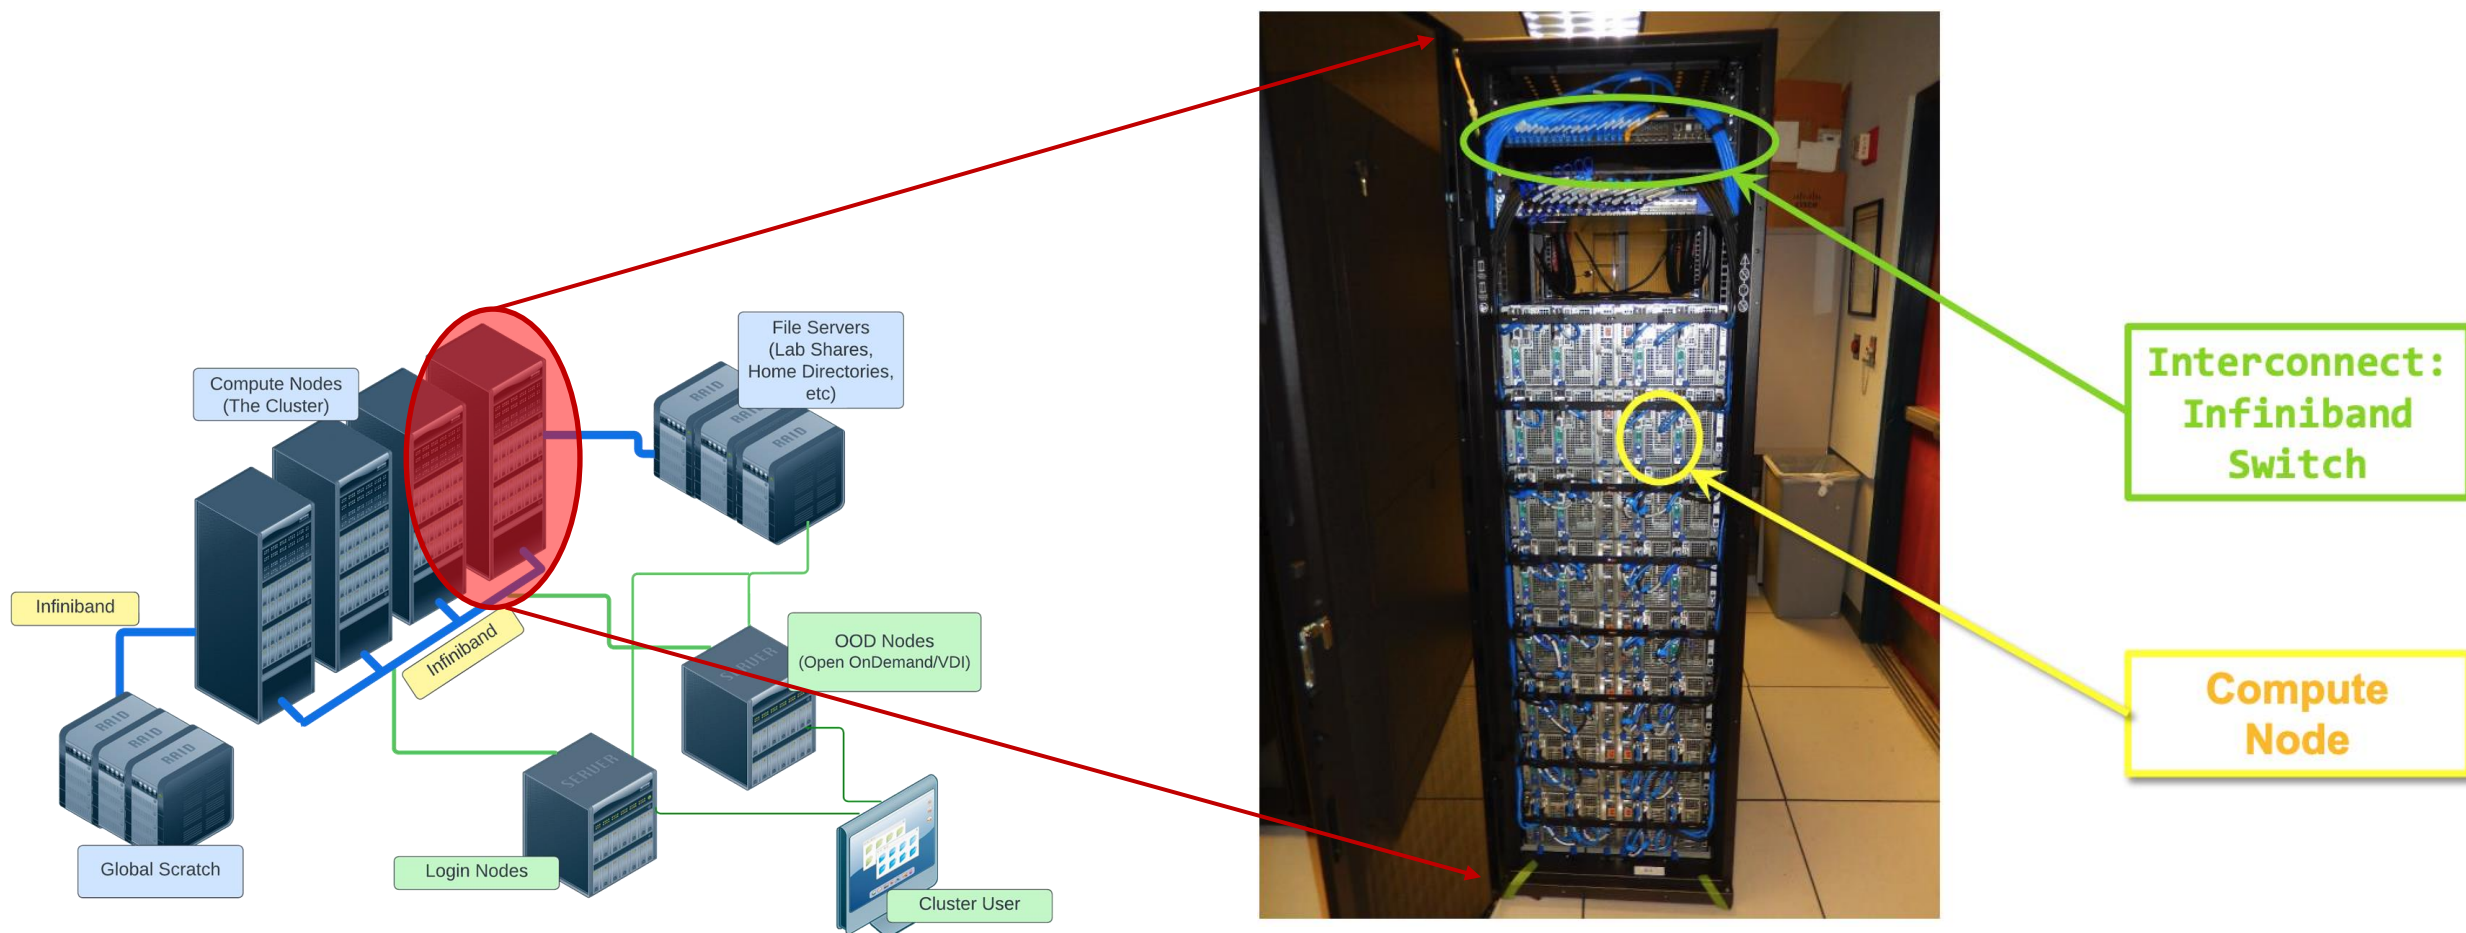 File Servers
(Lab Shares,
Home Directories,
etc)
Compute Nodes
(The Cluster)
RAID
RAID
RAID
Infiniband
Infiniband
OOD Nodes
(Open OnDemand/VDI)
SERVER
RAID
RAID
RAID
SERVER
Global Scratch
Login Nodes
Cluster User
Interconnect:
Infiniband
Switch
Compute
Node